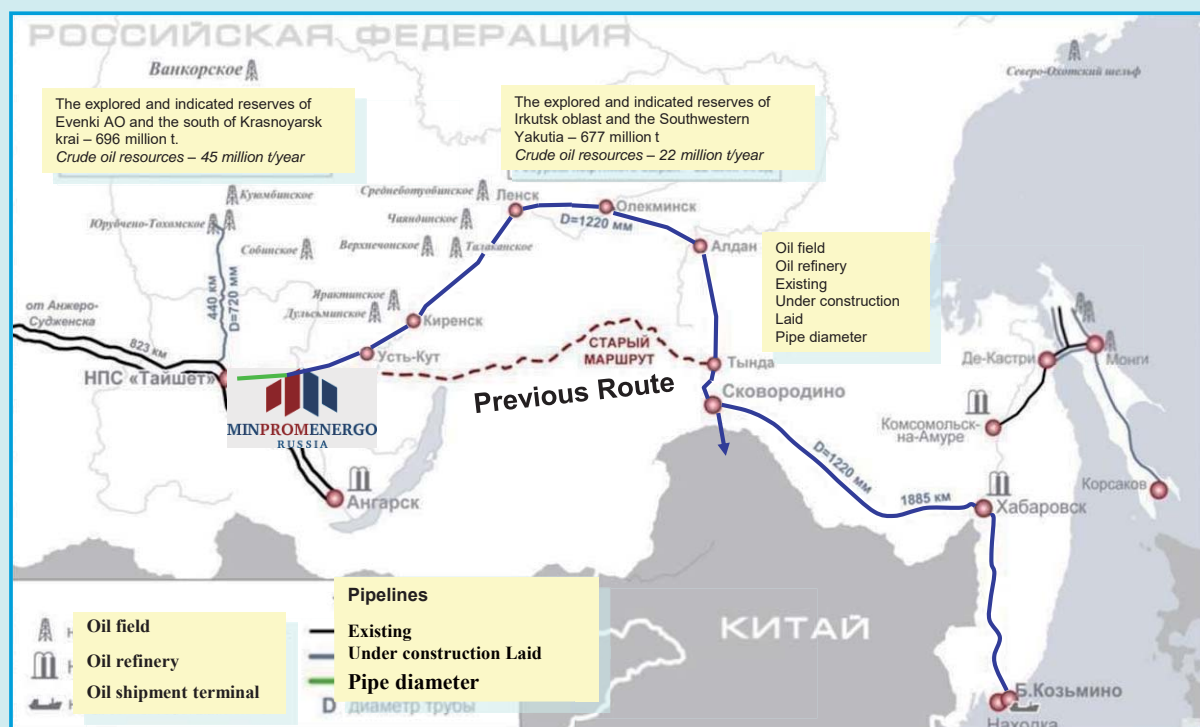 РОССИЙСКАЯ ФЕДЕРАЦИЯ
Ванкорское
Северо-Охотский шельф
The explored and indicated reserves of
Evenki AO and the south of Krasnoyarsk
krai – 696 million t.
Crude oil resources – 45 million t/year
The explored and indicated reserves of
Irkutsk oblast and the Southwestern
Yakutia – 677 million t
Crude oil resources – 22 million t/year
Куюмбинское
Юрубчено-Тохомское
Собинское
Среднеботуобинское
Ленск
Олекминск
D=1220 мм
Чаяндинское
Верхнечонское
Талаканское
Алдан
Oil field
Oil refinery
Existing
Under construction
Laid
Pipe diameter
440 км
D=720 мм
Ярактинское
Дульсьминское
Киренск
от Анжеро-
Судженска
823 км
Усть-Кут
СТАРЫЙ
МАРШРУТ
Тында
Де-Кастри
Монги
НПС «Тайшет»
Previous Route
Сковородино
MINPROMENERGO
RUSSIA
Комсомольск-
на-Амуре
D=1220 мм
1885 км
Корсаков
Ангарск
Хабаровск
КИТАЙ
Oil field
Oil refinery
Oil shipment terminal
Pipelines
Existing
Under construction Laid
Pipe diameter
D диаметр трубы
Б.Козьмино
Находка